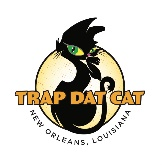 TRAP DAT CAT
NEW ORLEANS, LOUISIANA